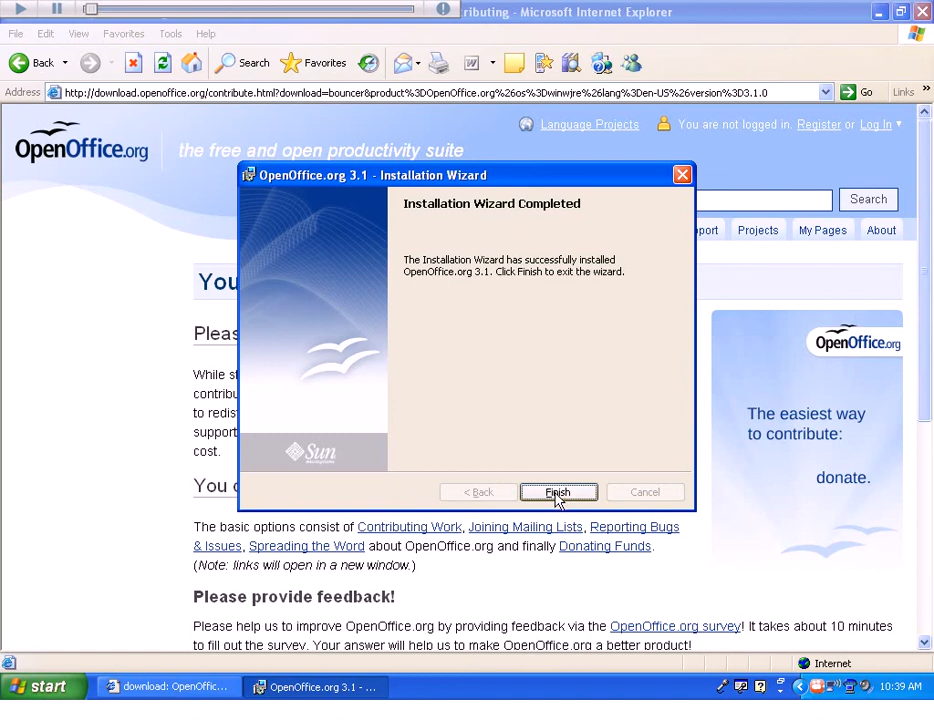 ributing - Microsoft Internet Explorer
File Edit View Favorites Tools Help
Back Search Favorites
Address http://download.openoffice.org/contribute.html?download=bouncer&product%3DOpenOffice.org%26os%3Dwinwjre%26lang%3Den-US%26version%3D3.1.0 Go Links »
OpenOffice.org the free and open productivity suite
Language Projects You are not logged in. Register or Log In
OpenOffice.org 3.1 - Installation Wizard
Installation Wizard Completed
The Installation Wizard has successfully installed
OpenOffice.org 3.1. Click Finish to exit the wizard.
Sun
microsystems
< Back Finish Cancel
Search
port Projects My Pages About
You
Pleas
While st
contribu
to redis
support
cost.
You c
OpenOffice.org
The easiest way
to contribute:
donate.
The basic options consist of Contributing Work, Joining Mailing Lists, Reporting Bugs
& Issues, Spreading the Word about OpenOffice.org and finally Donating Funds.
(Note: links will open in a new window.)
Please provide feedback!
Please help us to improve OpenOffice.org by providing feedback via the OpenOffice.org survey! It takes about 10 minutes
to fill out the survey. Your answer will help us to make OpenOffice.org a better product!
Internet
start download: OpenOffic... OpenOffice.org 3.1 - ... 10:39 AM